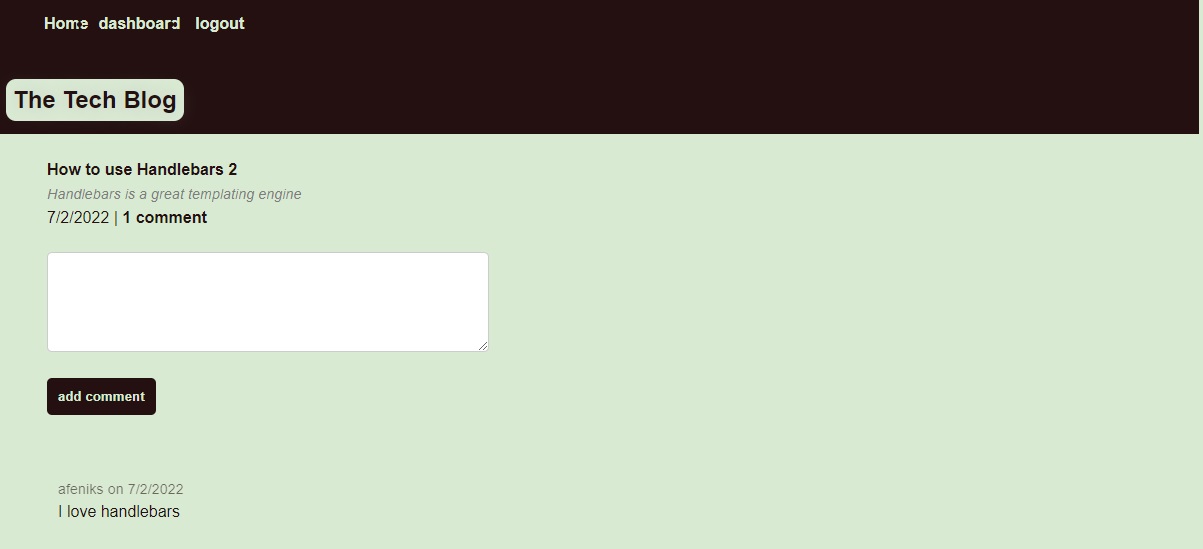 Home dashboard logout
The Tech Blog
How to use Handlebars 2
Handlebars is a great templating engine
7/2/2022 | 1 comment
add comment
afeniks on 7/2/2022
I love handlebars